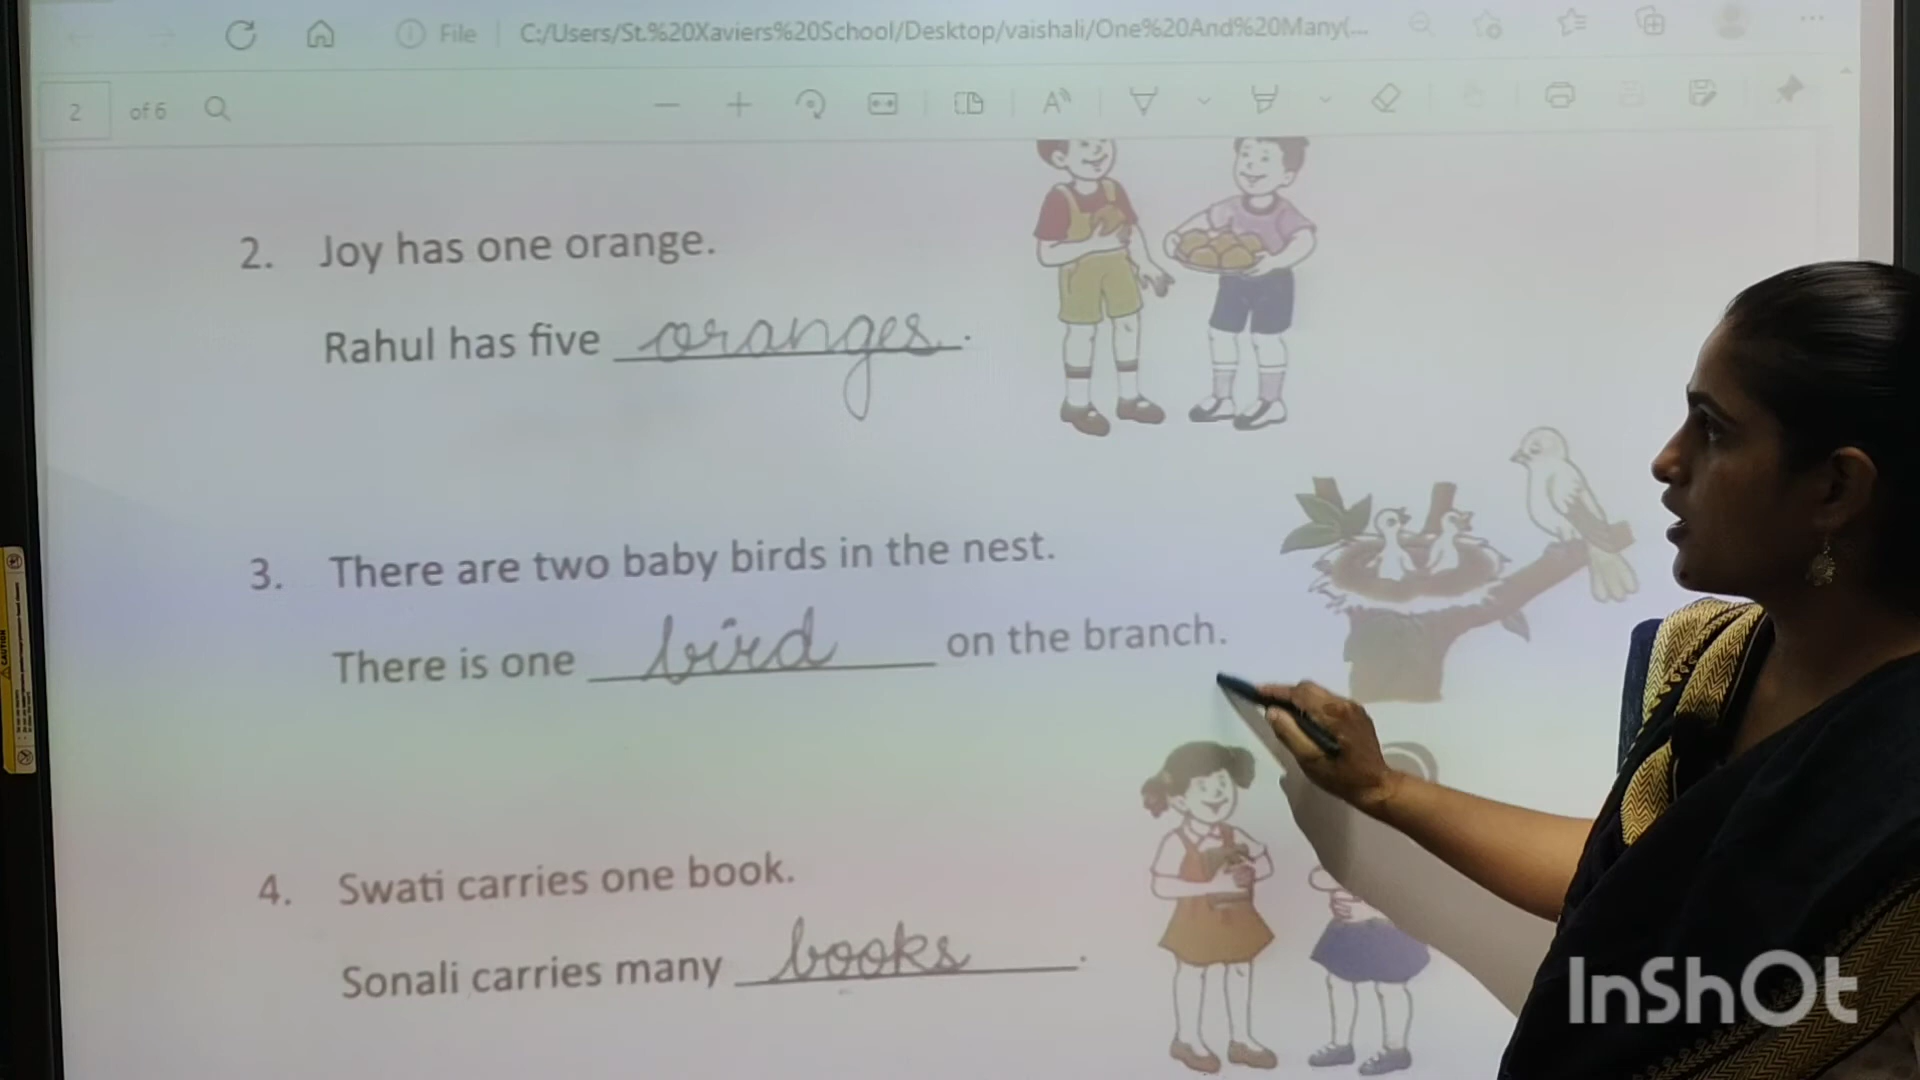 File C:/Users/St.%20Xaviers%20School/Desktop/vaishali/One%20And%20Many(...
2 of 6
2. Joy has one orange.
Rahul has five oranges.
3. There are two baby birds in the nest.
There is one bird on the branch.
4. Swati carries one book.
Sonali carries many books.
CAUTION
InShOt